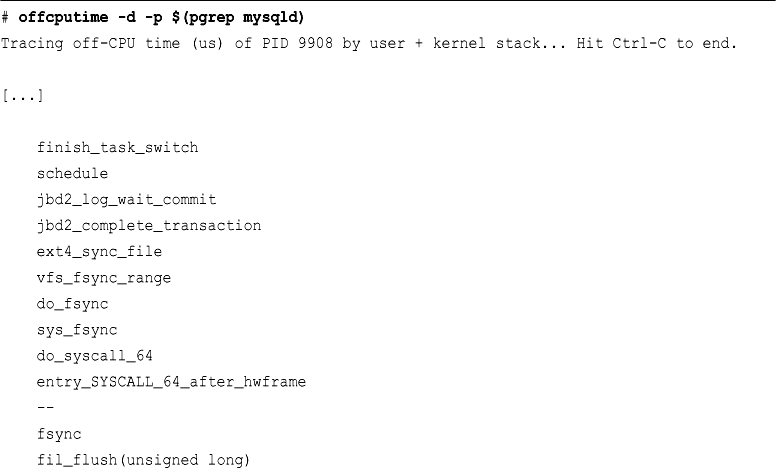 # offcputime -d -p $(pgrep mysqld)
Tracing off-CPU time (us) of PID 9908 by user + kernel stack... Hit Ctrl-C to end.
[...]
finish_task_switch
schedule
jbd2_log_wait_commit
jbd2_complete_transaction
ext4_sync_file
vfs_fsync_range
do_fsync
sys_fsync
do_syscall_64
entry_SYSCALL_64_after_hwframe
--
fsync
fil_flush(unsigned long)